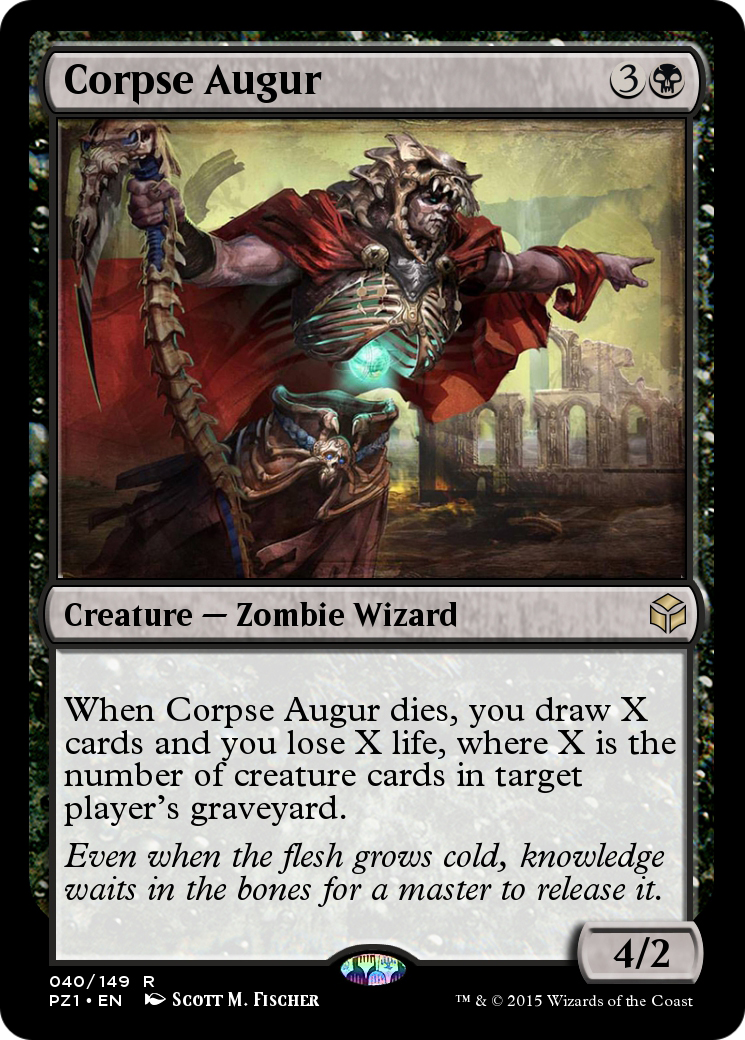 Corpse Augur 3
Creature — Zombie Wizard
When Corpse Augur dies, you draw X
cards and you lose X life, where X is the
number of creature cards in target
player's graveyard.
Even when the flesh grows cold, knowledge
waits in the bones for a master to release it.
4/2
040/149 R
PZ1 • EN Scott M. Fischer
™ & © 2015 Wizards of the Coast